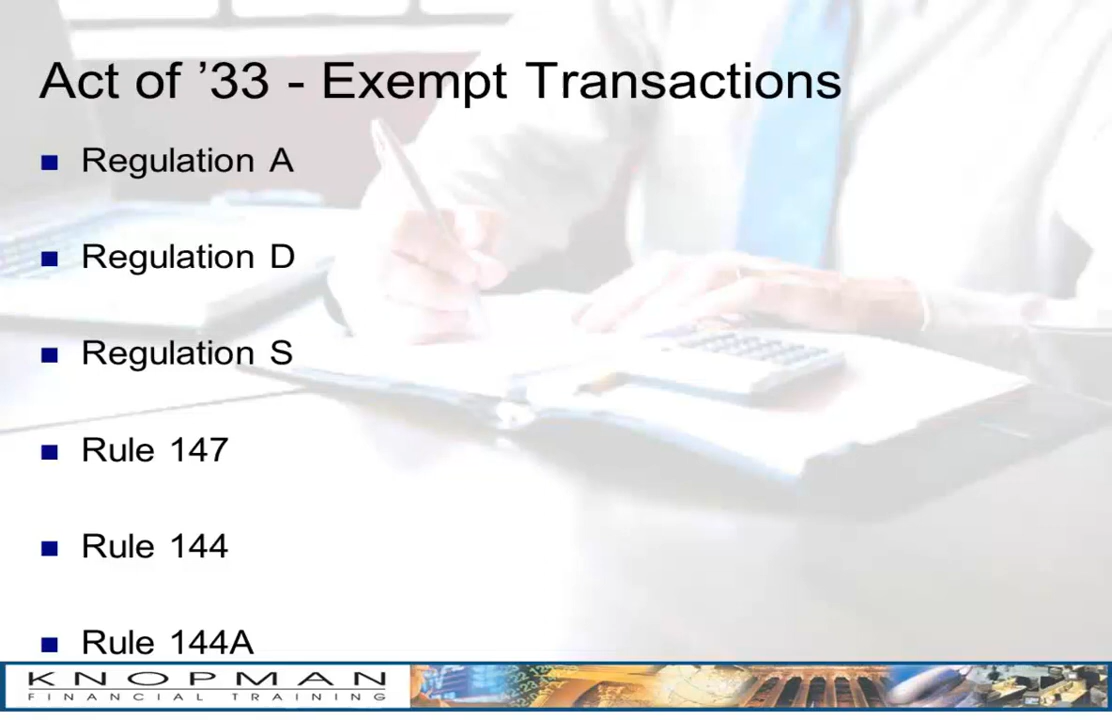 Act of ’33 - Exempt Transactions
Regulation A
Regulation D
Regulation S
Rule 147
Rule 144
Rule 144A
KNOPMAN
FINANCIAL TRAINING